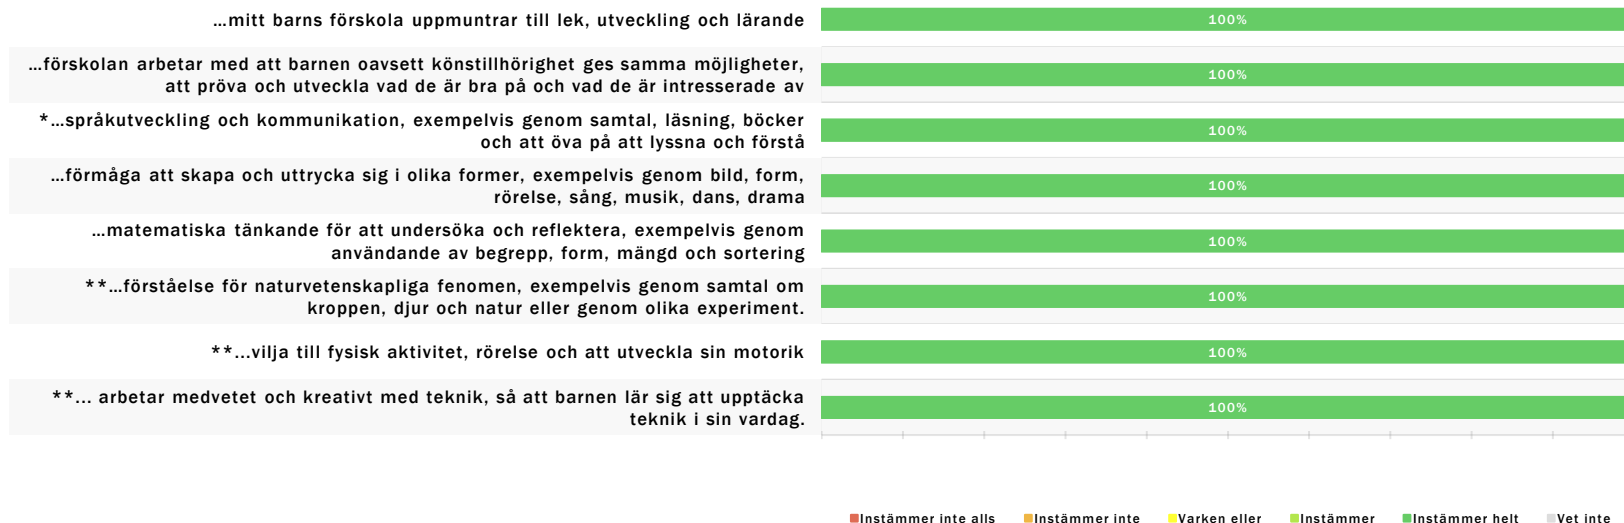 ...mitt barns förskola uppmuntrar till lek, utveckling och lärande
100%
...förskolan arbetar med att barnen oavsett könstillhörighet ges samma möjligheter,
att pröva och utveckla vad de är bra på och vad de är intresserade av
100%
*...språkutveckling och kommunikation, exempelvis genom samtal, läsning, böcker
och att öva på att lyssna och förstå
100%
...förmåga att skapa och uttrycka sig i olika former, exempelvis genom bild, form,
rörelse, sång, musik, dans, drama
100%
...matematiska tänkande för att undersöka och reflektera, exempelvis genom
användande av begrepp, form, mängd och sortering
100%
**...förståelse för naturvetenskapliga fenomen, exempelvis genom samtal om
kroppen, djur och natur eller genom olika experiment.
100%
**...vilja till fysisk aktivitet, rörelse och att utveckla sin motorik
100%
**... arbetar medvetet och kreativt med teknik, så att barnen lär sig att upptäcka
teknik i sin vardag.
100%
Instämmer inte alls Instämmer inte Varken eller Instämmer Instämmer helt Vet inte